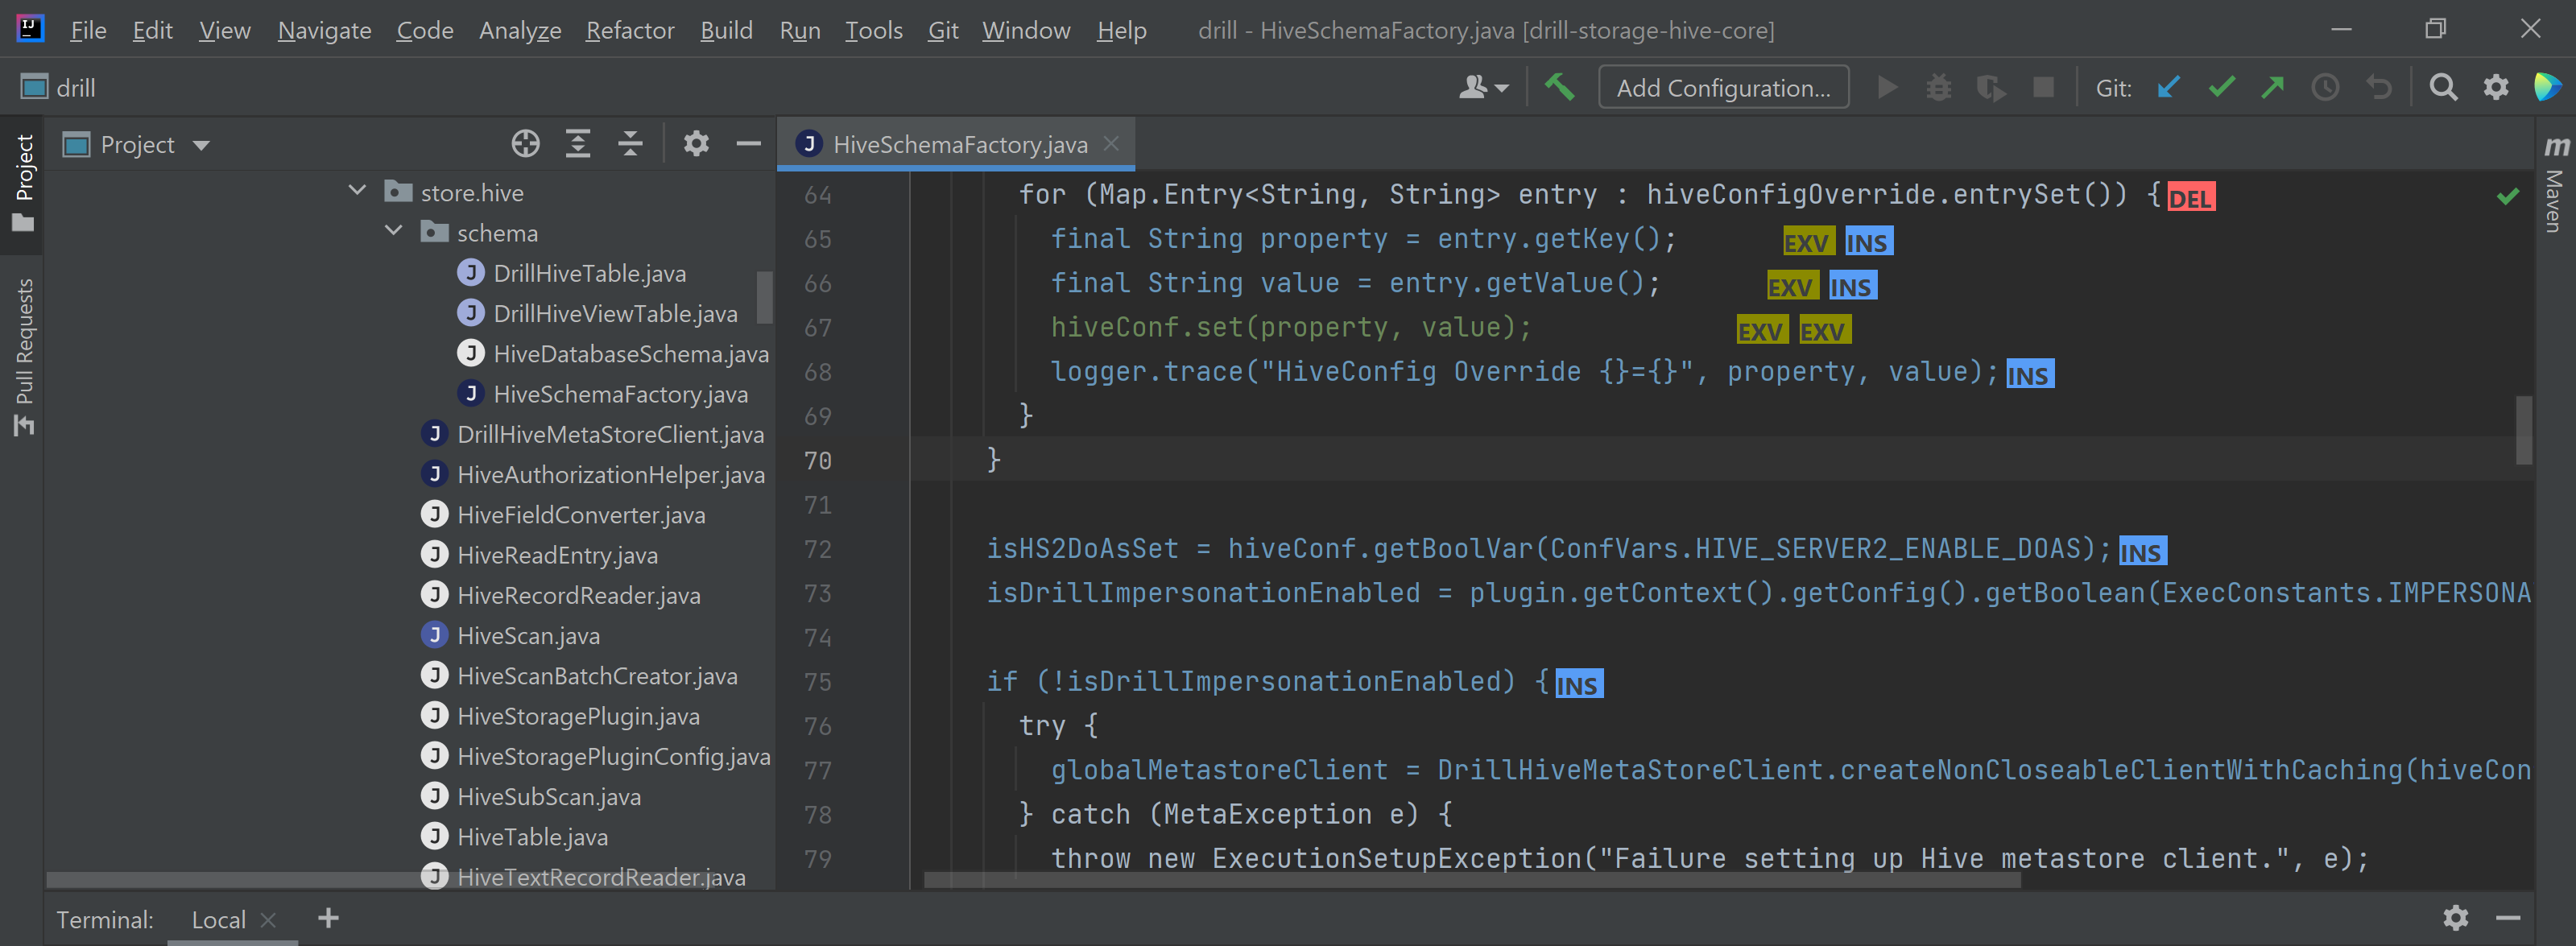 File Edit View Navigate Code Analyze Refactor Build Run Tools Git Window Help drill - HiveSchemaFactory.java [drill-storage-hive-core]
drill
Add Configuration... Git:
Project
Pull Requests
Project
store.hive
schema
DrillHiveTable.java
DrillHiveViewTable.java
HiveDatabaseSchema.java
HiveSchemaFactory.java
DrillHiveMetaStoreClient.java
HiveAuthorizationHelper.java
HiveFieldConverter.java
HiveReadEntry.java
HiveRecordReader.java
HiveScan.java
HiveScanBatchCreator.java
HiveStoragePlugin.java
HiveStoragePluginConfig.java
HiveSubScan.java
HiveTable.java
HiveTextRecordReader.java
HiveSchemaFactory.java
64 for (Map.Entry<String, String> entry : hiveConfigOverride.entrySet()) { DEL
65 final String property = entry.getKey(); EXV INS
66 final String value = entry.getValue(); EXV INS
67 hiveConf.set(property, value); EXV EXV
68 logger.trace("HiveConfig Override {}={}", property, value); INS
69 }
70 }
71
72 isHS2DoAsSet = hiveConf.getBoolVar(ConfVars.HIVE_SERVER2_ENABLE_DOAS); INS
73 isDrillImpersonationEnabled = plugin.getContext().getConfig().getBoolean(ExecConstants.IMPERSONA
74
75 if (!isDrillImpersonationEnabled) { INS
76 try {
77 globalMetastoreClient = DrillHiveMetaStoreClient.createNonCloseableClientWithCaching(hiveCon
78 } catch (MetaException e) {
79 throw new ExecutionSetupException("Failure setting up Hive metastore client.", e);
m Maven
Terminal: Local